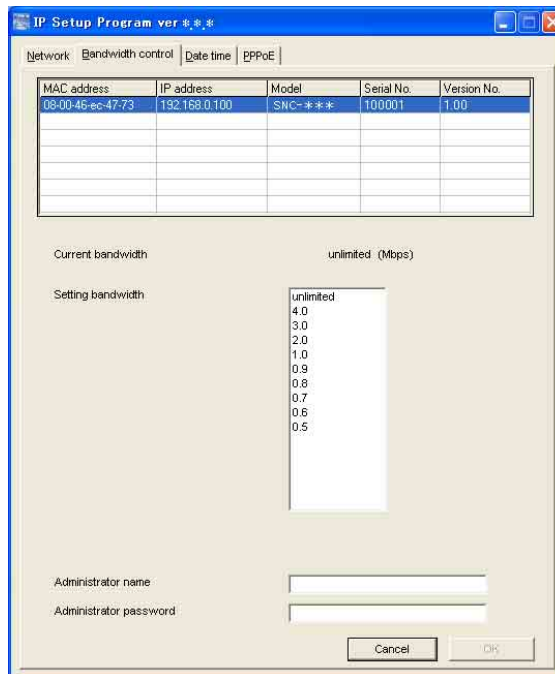 IP Setup Program ver *.*.*
Network Bandwidth control Date time PPPoE
MAC address IP address Model Serial No. Version No.
08-00-46-ec-47-73 192.168.0.100 SNC-*** 100001 1.00
Current bandwidth unlimited (Mbps)
Setting bandwidth
unlimited
4.0
3.0
2.0
1.0
0.9
0.8
0.7
0.6
0.5
Administrator name
Administrator password
Cancel OK